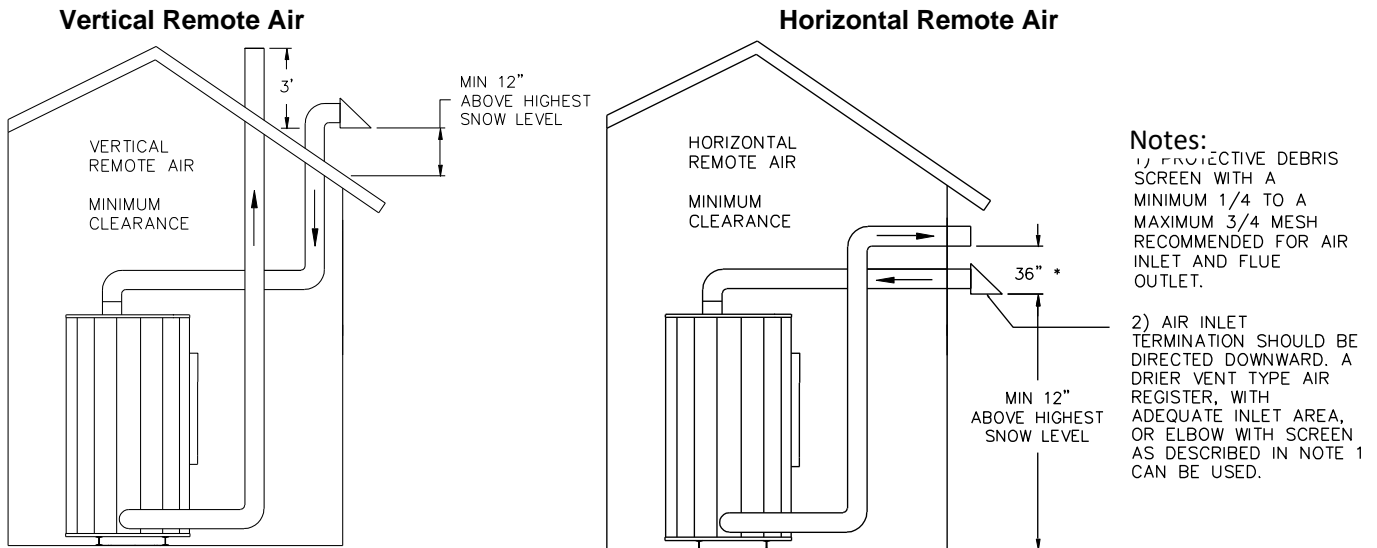 Vertical Remote Air
3'
MIN 12"
ABOVE HIGHEST
SNOW LEVEL
VERTICAL
REMOTE AIR
MINIMUM
CLEARANCE
Horizontal Remote Air
HORIZONTAL
REMOTE AIR
MINIMUM
CLEARANCE
36" *
MIN 12"
ABOVE HIGHEST
SNOW LEVEL
Notes:
1) PROTECTIVE DEBRIS
SCREEN WITH A
MINIMUM 1/4 TO A
MAXIMUM 3/4 MESH
RECOMMENDED FOR AIR
INLET AND FLUE
OUTLET.
2) AIR INLET
TERMINATION SHOULD BE
DIRECTED DOWNWARD. A
DRIER VENT TYPE AIR
REGISTER, WITH
ADEQUATE INLET AREA,
OR ELBOW WITH SCREEN
AS DESCRIBED IN NOTE 1
CAN BE USED.